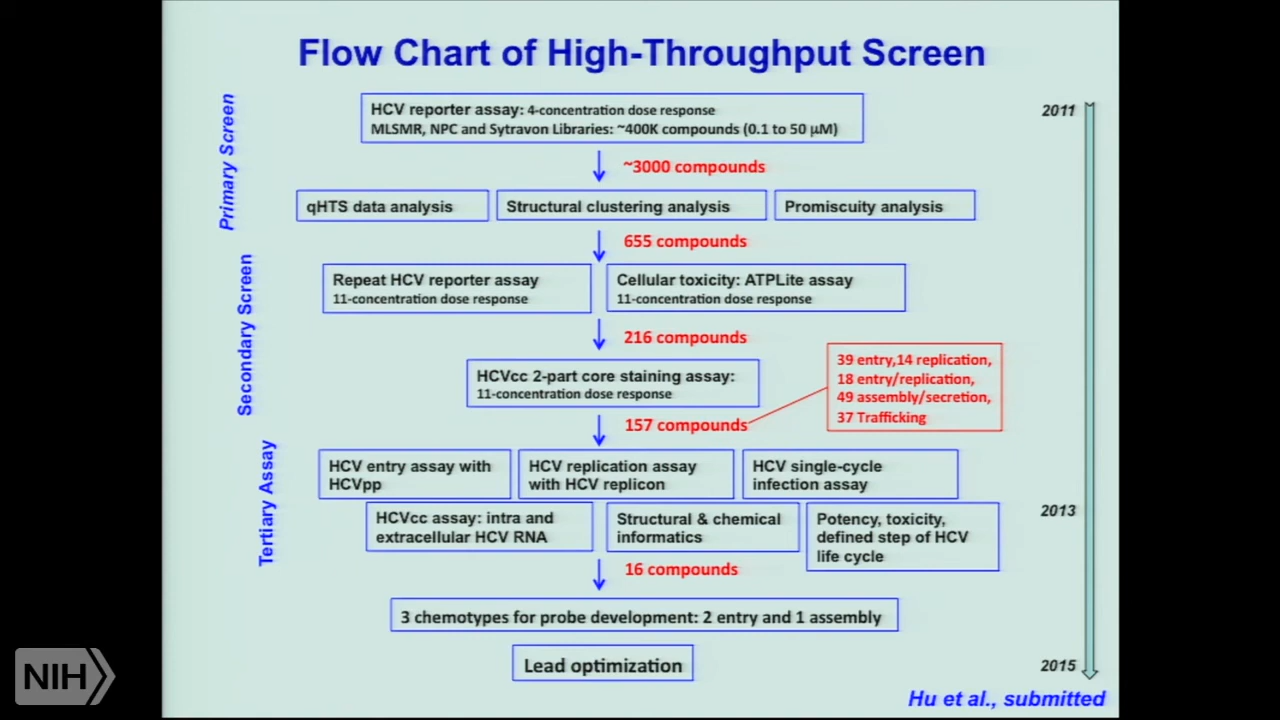 Flow Chart of High-Throughput Screen
Primary Screen
HCV reporter assay: 4-concentration dose response
MLSMR, NPC and Sytravon Libraries: ~400K compounds (0.1 to 50 µM)
2011
~3000 compounds
qHTS data analysis
Structural clustering analysis
Promiscuity analysis
655 compounds
Secondary Screen
Repeat HCV reporter assay
11-concentration dose response
Cellular toxicity: ATPLite assay
11-concentration dose response
216 compounds
HCVcc 2-part core staining assay:
11-concentration dose response
39 entry,14 replication,
18 entry/replication,
49 assembly/secretion,
37 Trafficking
157 compounds
Tertiary Assay
HCV entry assay with
HCVpp
HCV replication assay
with HCV replicon
HCV single-cycle
infection assay
HCVcc assay: intra and
extracellular HCV RNA
Structural & chemical
informatics
Potency, toxicity,
defined step of HCV
life cycle
2013
16 compounds
3 chemotypes for probe development: 2 entry and 1 assembly
Lead optimization
2015
NIH
Hu et al., submitted